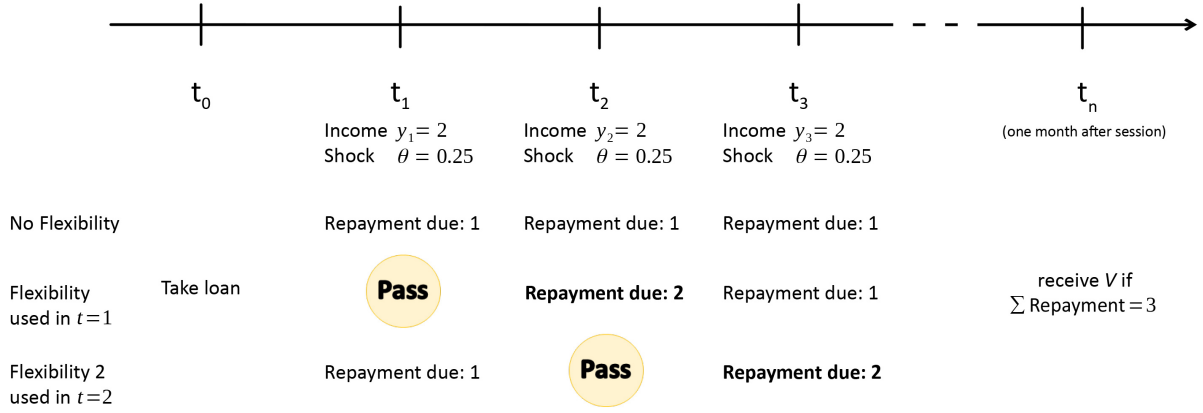 t0 t1 t2 t3 tn
Income y1= 2 Income y2= 2 Income y3= 2 (one month after session)
Shock θ = 0.25 Shock θ = 0.25 Shock θ = 0.25
No Flexibility Repayment due: 1 Repayment due: 1 Repayment due: 1
Flexibility
used in t=1
Take loan
Pass
Repayment due: 2
Repayment due: 1
receive V if
∑ Repayment=3
Flexibility 2
used in t=2
Repayment due: 1
Pass
Repayment due: 2